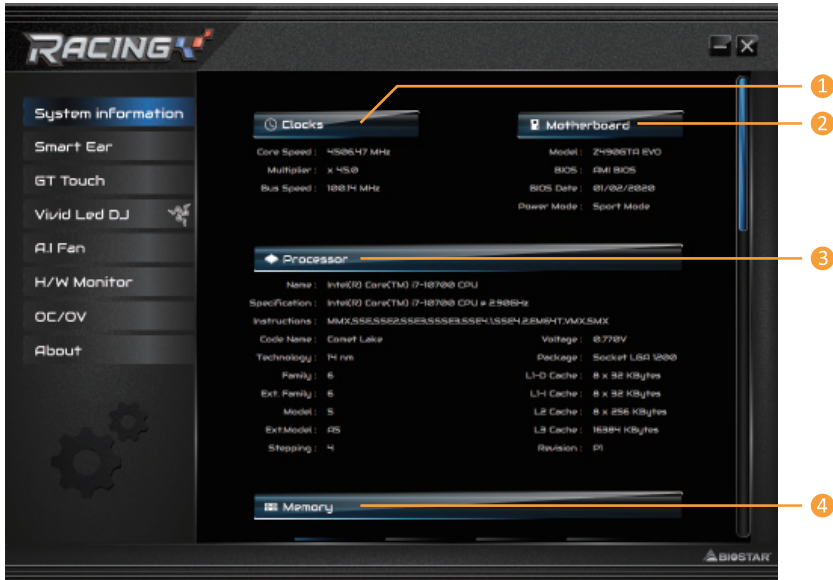 RACING
System information
Smart Ear
GT Touch
Vivid Led DJ
A.I Fan
H/W Monitor
OC/OV
About
Clocks
1
Core Speed : 4506.47 MHz
Multiplier : x 45.0
Bus Speed : 100.14 MHz
Motherboard
2
Model : Z490GTA EVO
BIOS : AMI BIOS
BIOS Date : 01/02/2020
Power Mode : Sport Mode
Processor
3
Name : Intel(R) Core(TM) i7-10700 CPU
Specification : Intel(R) Core(TM) i7-10700 CPU @ 2.90GHz
Instructions : MMX,SSE,SSE2,SSE3,SSSE3,SSE4.1,SSE4.2,EM64T,VMX,SMX
Code Name : Comet Lake
Technology : 14 nm
Family : 6
Ext. Family : 6
Model : 5
Ext.Model : A5
Stepping : 4
Voltage : 0.770V
Package : Socket LGA 1200
L1-D Cache : 8 x 32 KBytes
L1-I Cache : 8 x 32 KBytes
L2 Cache : 8 x 256 KBytes
L3 Cache : 16384 KBytes
Revision : P1
Memory
4
BIOSTAR